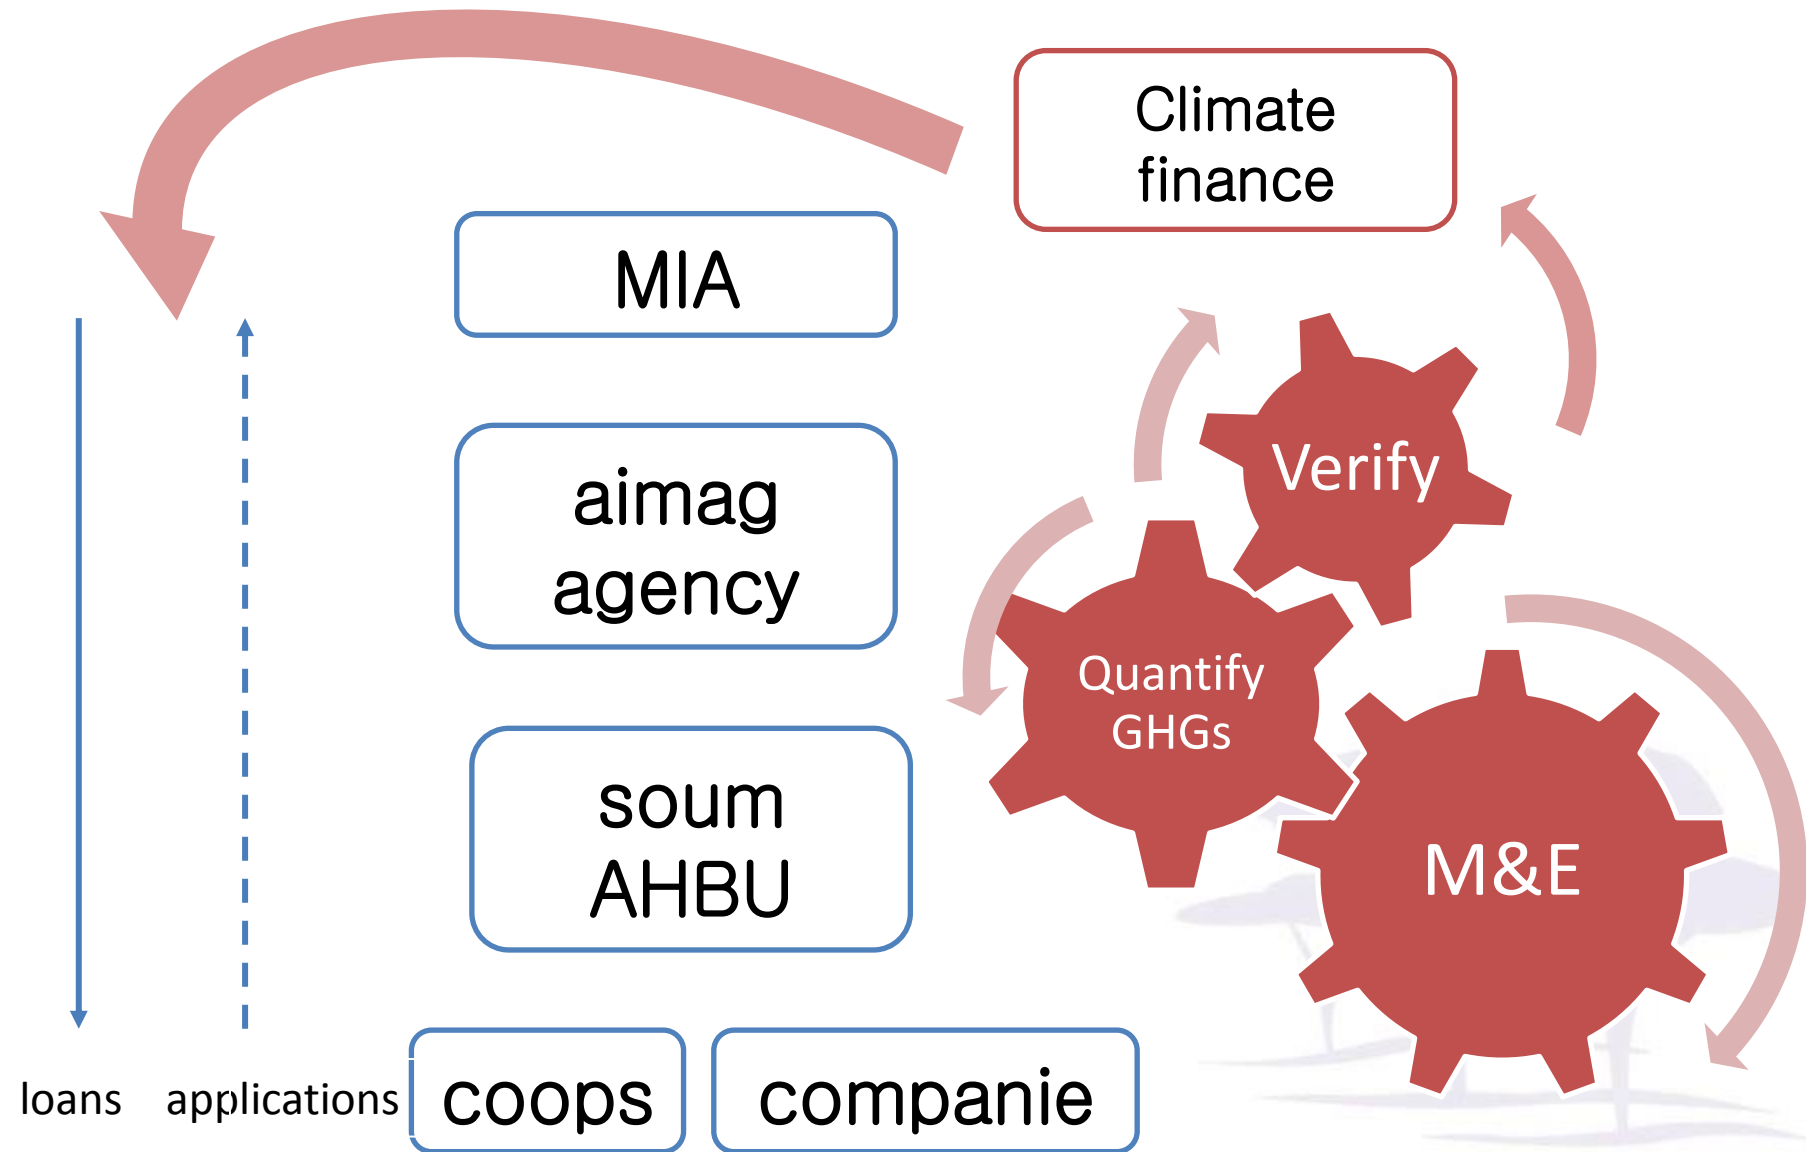 Climate
finance
MIA
aimag
agency
Verify
Quantify
GHGs
soum
AHBU
M&E
loans
applications
coops
companie